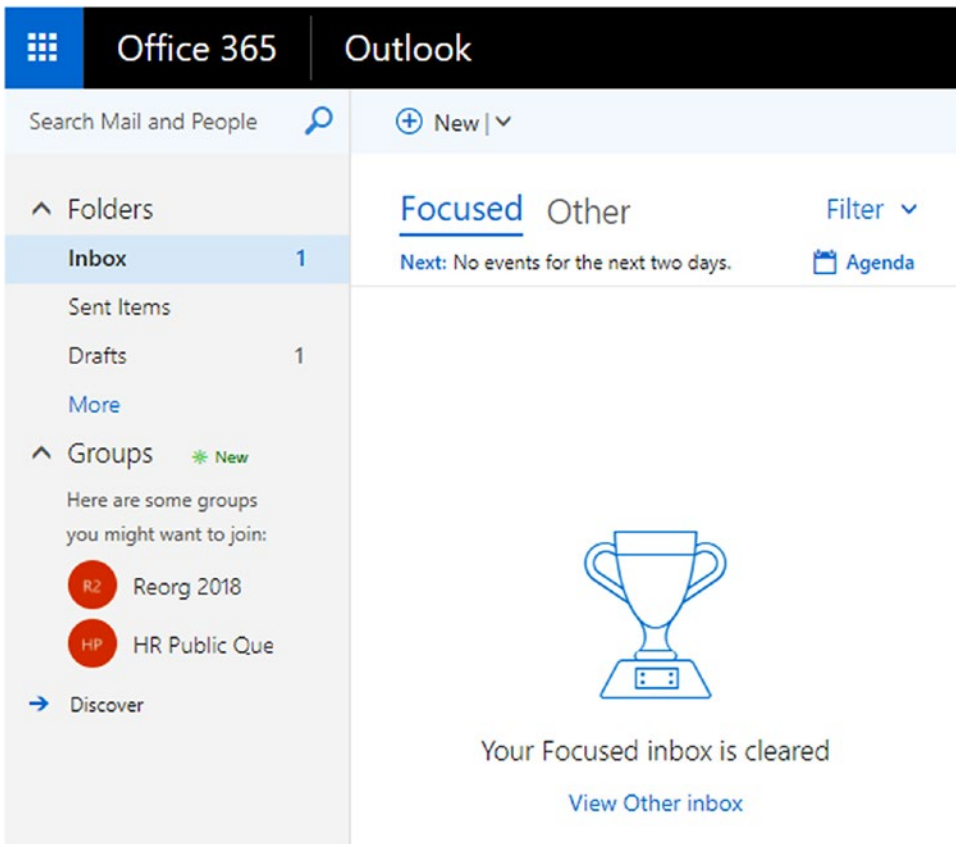 Office 365
Outlook
Search Mail and People
New
Folders
Focused Other
Filter
Inbox 1
Next: No events for the next two days.
Agenda
Sent Items
Drafts 1
More
Groups New
Here are some groups
you might want to join:
R2 Reorg 2018
HP HR Public Que
Discover
Your Focused inbox is cleared
View Other inbox